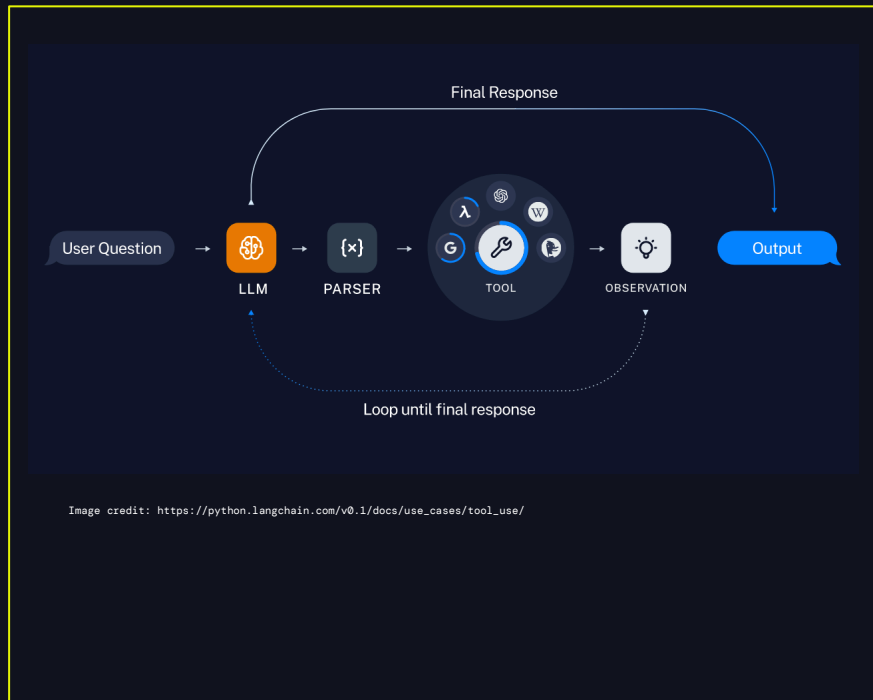 Final Response
User Question
LLM
{x}
PARSER
λ
G
W
TOOL
OBSERVATION
Output
Loop until final response
Image credit: https://python.langchain.com/v0.1/docs/use_cases/tool_use/